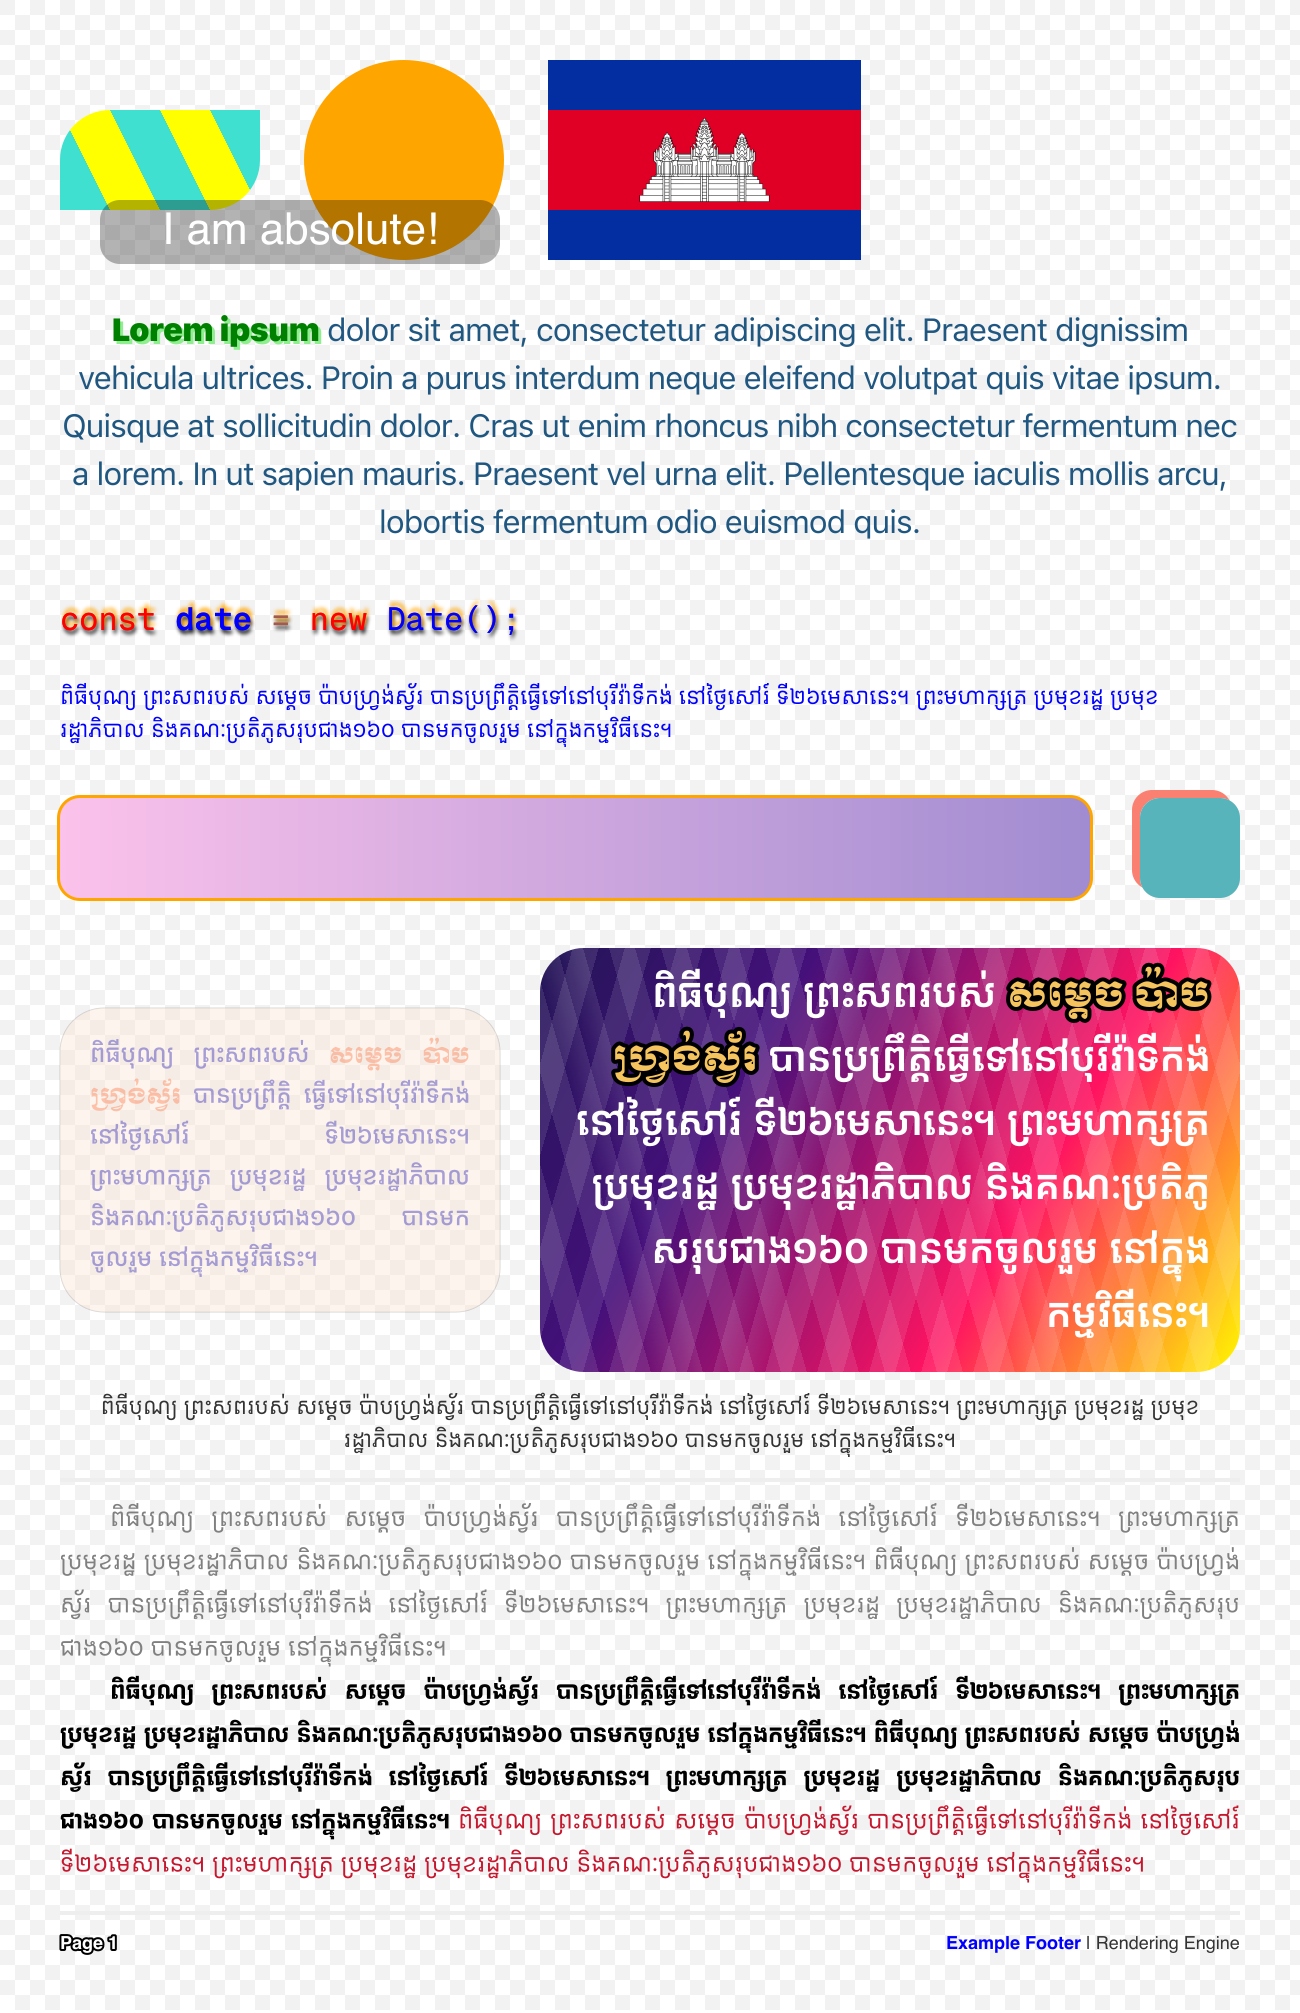 I am absolute!
Lorem ipsum dolor sit amet, consectetur adipiscing elit. Praesent dignissim
vehicula ultrices. Proin a purus interdum neque eleifend volutpat quis vitae ipsum.
Quisque at sollicitudin dolor. Cras ut enim rhoncus nibh consectetur fermentum nec
a lorem. In ut sapien mauris. Praesent vel urna elit. Pellentesque iaculis mollis arcu,
lobortis fermentum odio euismod quis.
const date = new Date();
ពិធីបុណ្យ ព្រះសពរបស់ សម្តេច ប៉ាបហ្វ្រង់ស្វ័រ បានប្រព្រឹត្តិធ្វើទៅនៅបុរីវ៉ាទីកង់ នៅថ្ងៃសៅរ៍ ទី២៦មេសានេះ។ ព្រះមហាក្សត្រ ប្រមុខរដ្ឋ ប្រមុខ
រដ្ឋាភិបាល និងគណៈប្រតិភូសរុបជាង១៦០ បានមកចូលរួម នៅក្នុងកម្មវិធីនេះ។
ពិធីបុណ្យ ព្រះសពរបស់ សម្តេច ប៉ាប
ហ្វ្រង់ស្វ័រ បានប្រព្រឹត្តិ ធ្វើទៅនៅបុរីវ៉ាទីកង់
នៅថ្ងៃសៅរ៍ ទី២៦មេសានេះ។
ព្រះមហាក្សត្រ ប្រមុខរដ្ឋ ប្រមុខរដ្ឋាភិបាល
និងគណៈប្រតិភូសរុបជាង១៦០ បានមក
ចូលរួម នៅក្នុងកម្មវិធីនេះ។
ពិធីបុណ្យ ព្រះសពរបស់ សម្តេច ប៉ាប
ហ្វ្រង់ស្វ័រ បានប្រព្រឹត្តិធ្វើទៅនៅបុរីវ៉ាទីកង់
នៅថ្ងៃសៅរ៍ ទី២៦មេសានេះ។ ព្រះមហាក្សត្រ
ប្រមុខរដ្ឋ ប្រមុខរដ្ឋាភិបាល និងគណៈប្រតិភូ
សរុបជាង១៦០ បានមកចូលរួម នៅក្នុង
កម្មវិធីនេះ។
ពិធីបុណ្យ ព្រះសពរបស់ សម្តេច ប៉ាបហ្វ្រង់ស្វ័រ បានប្រព្រឹត្តិធ្វើទៅនៅបុរីវ៉ាទីកង់ នៅថ្ងៃសៅរ៍ ទី២៦មេសានេះ។ ព្រះមហាក្សត្រ ប្រមុខរដ្ឋ ប្រមុខ
រដ្ឋាភិបាល និងគណៈប្រតិភូសរុបជាង១៦០ បានមកចូលរួម នៅក្នុងកម្មវិធីនេះ។
ពិធីបុណ្យ ព្រះសពរបស់ សម្តេច ប៉ាបហ្វ្រង់ស្វ័រ បានប្រព្រឹត្តិធ្វើទៅនៅបុរីវ៉ាទីកង់ នៅថ្ងៃសៅរ៍ ទី២៦មេសានេះ។ ព្រះមហាក្សត្រ
ប្រមុខរដ្ឋ ប្រមុខរដ្ឋាភិបាល និងគណៈប្រតិភូសរុបជាង១៦០ បានមកចូលរួម នៅក្នុងកម្មវិធីនេះ។ ពិធីបុណ្យ ព្រះសពរបស់ សម្តេច ប៉ាបហ្វ្រង់
ស្វ័រ បានប្រព្រឹត្តិធ្វើទៅនៅបុរីវ៉ាទីកង់ នៅថ្ងៃសៅរ៍ ទី២៦មេសានេះ។ ព្រះមហាក្សត្រ ប្រមុខរដ្ឋ ប្រមុខរដ្ឋាភិបាល និងគណៈប្រតិភូសរុប
ជាង១៦០ បានមកចូលរួម នៅក្នុងកម្មវិធីនេះ។
ពិធីបុណ្យ ព្រះសពរបស់ សម្តេច ប៉ាបហ្វ្រង់ស្វ័រ បានប្រព្រឹត្តិធ្វើទៅនៅបុរីវ៉ាទីកង់ នៅថ្ងៃសៅរ៍ ទី២៦មេសានេះ។ ព្រះមហាក្សត្រ
ប្រមុខរដ្ឋ ប្រមុខរដ្ឋាភិបាល និងគណៈប្រតិភូសរុបជាង១៦០ បានមកចូលរួម នៅក្នុងកម្មវិធីនេះ។ ពិធីបុណ្យ ព្រះសពរបស់ សម្តេច ប៉ាបហ្វ្រង់
ស្វ័រ បានប្រព្រឹត្តិធ្វើទៅនៅបុរីវ៉ាទីកង់ នៅថ្ងៃសៅរ៍ ទី២៦មេសានេះ។ ព្រះមហាក្សត្រ ប្រមុខរដ្ឋ ប្រមុខរដ្ឋាភិបាល និងគណៈប្រតិភូសរុប
ជាង១៦០ បានមកចូលរួម នៅក្នុងកម្មវិធីនេះ។ ពិធីបុណ្យ ព្រះសពរបស់ សម្តេច ប៉ាបហ្វ្រង់ស្វ័រ បានប្រព្រឹត្តិធ្វើទៅនៅបុរីវ៉ាទីកង់ នៅថ្ងៃសៅរ៍
ទី២៦មេសានេះ។ ព្រះមហាក្សត្រ ប្រមុខរដ្ឋ ប្រមុខរដ្ឋាភិបាល និងគណៈប្រតិភូសរុបជាង១៦០ បានមកចូលរួម នៅក្នុងកម្មវិធីនេះ។
Page 1
Example Footer | Rendering Engine